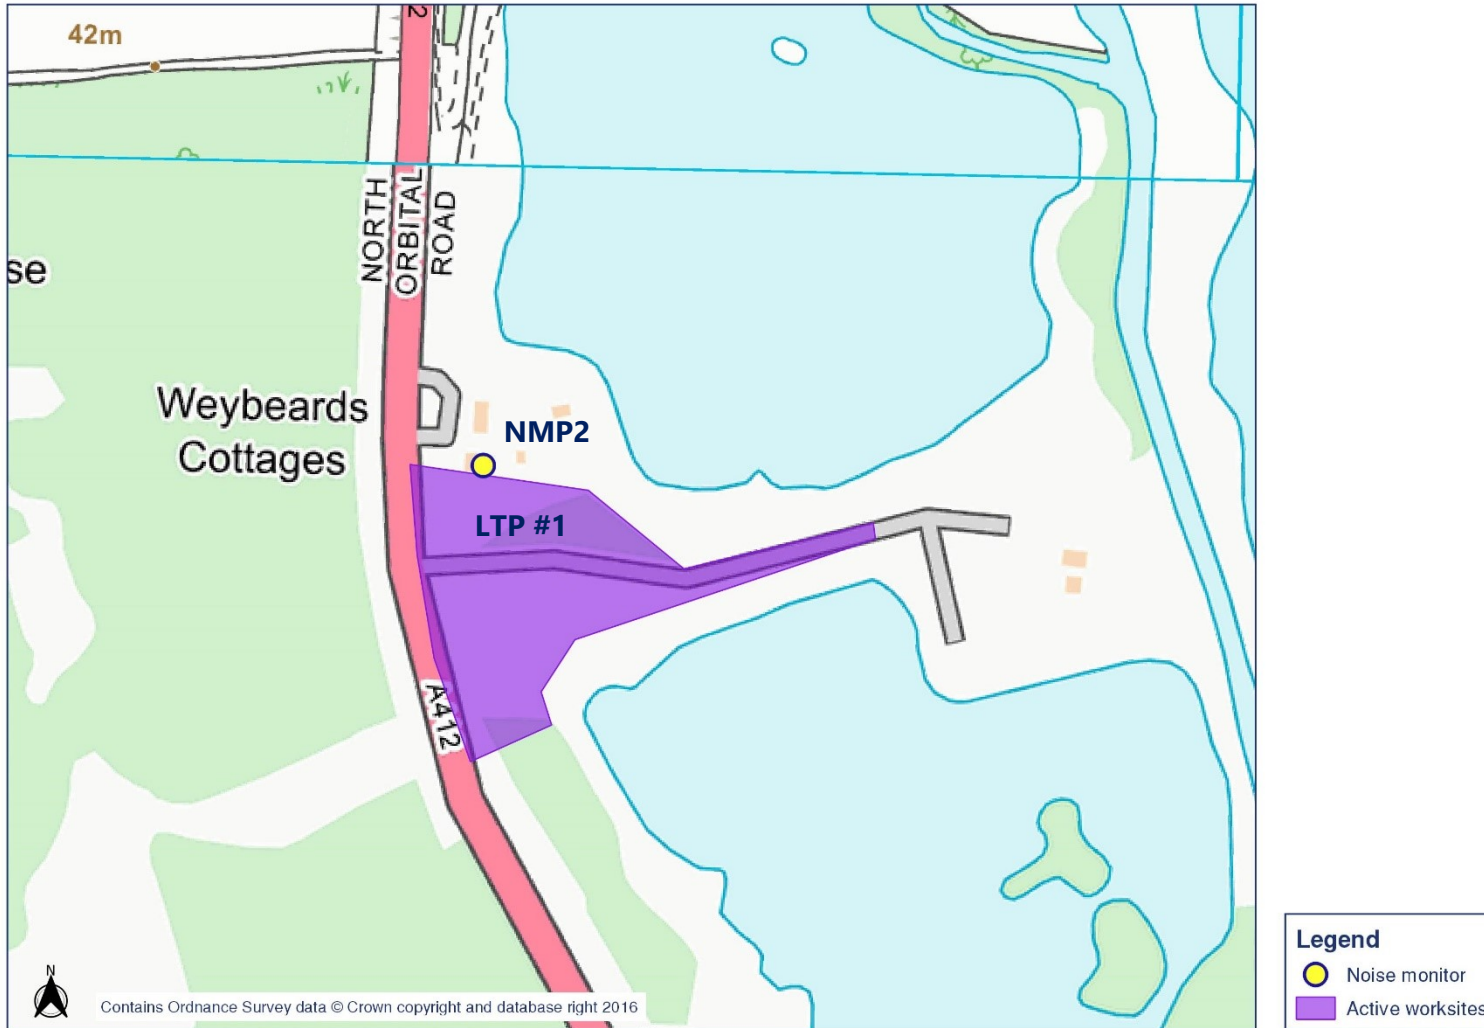 2
42m
NORTH
ORBITAL
ROAD
se
Weybeards
Cottages
NMP2
LTP #1
A412
N
Contains Ordnance Survey data © Crown copyright and database right 2016
Legend
Noise monitor
Active worksites